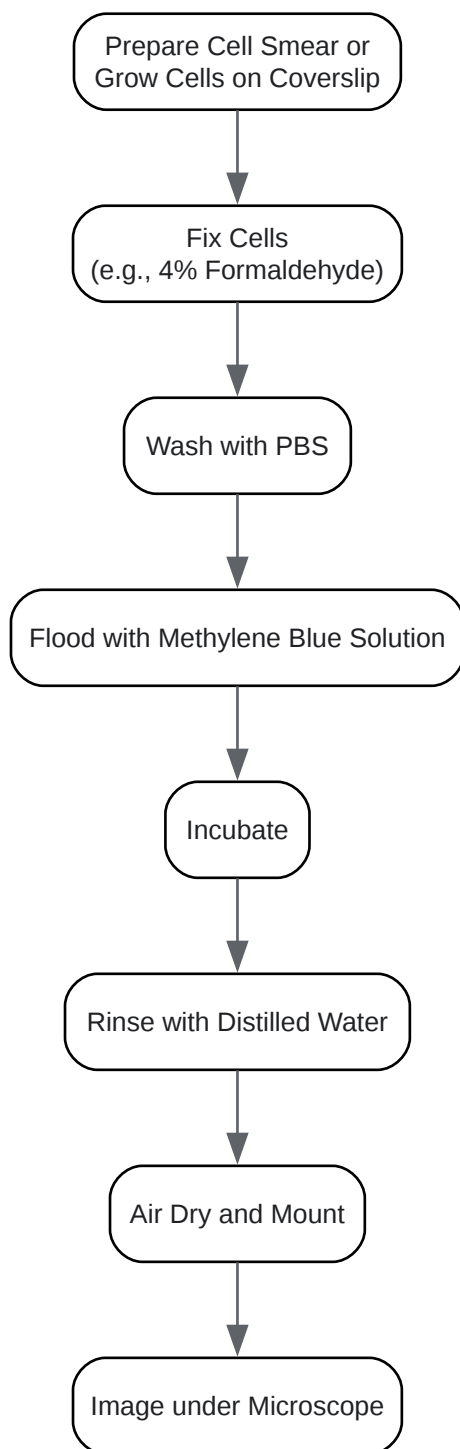 Prepare Cell Smear or
Grow Cells on Coverslip
Fix Cells
(e.g., 4% Formaldehyde)
Wash with PBS
Flood with Methylene Blue Solution
Incubate
Rinse with Distilled Water
Air Dry and Mount
Image under Microscope